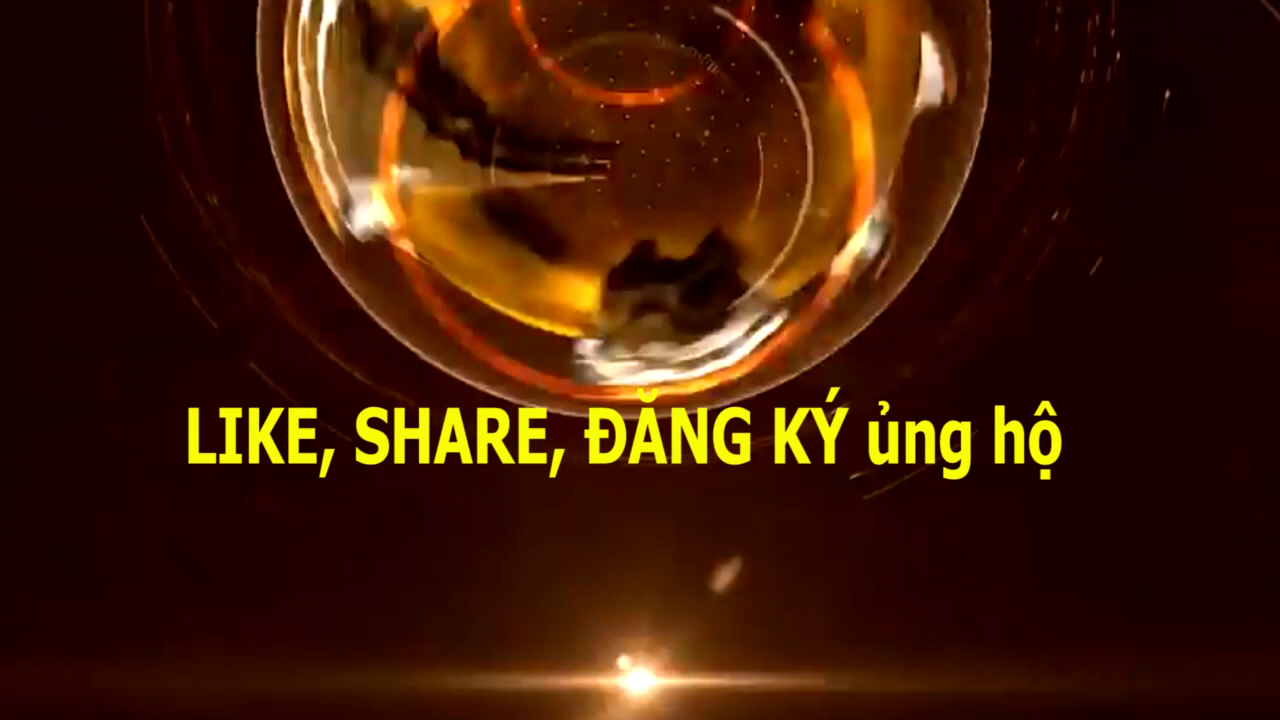 LIKE, SHARE, ĐĂNG KÝ ủng hộ